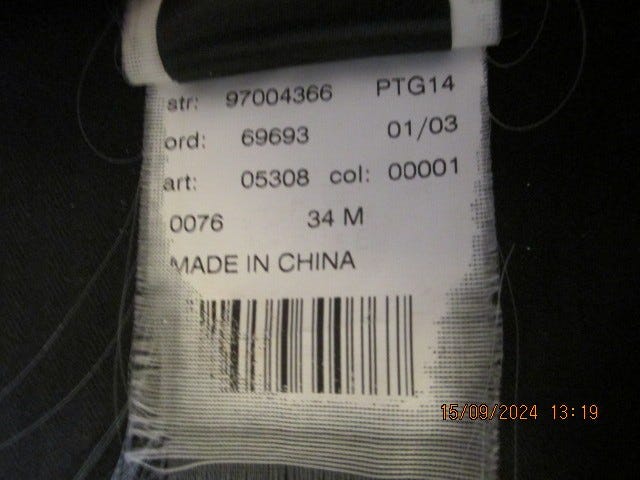 str: 97004366 PTG14
ord: 69693 01/03
art: 05308 col: 00001
0076 34 M
MADE IN CHINA
15/09/2024 13:19